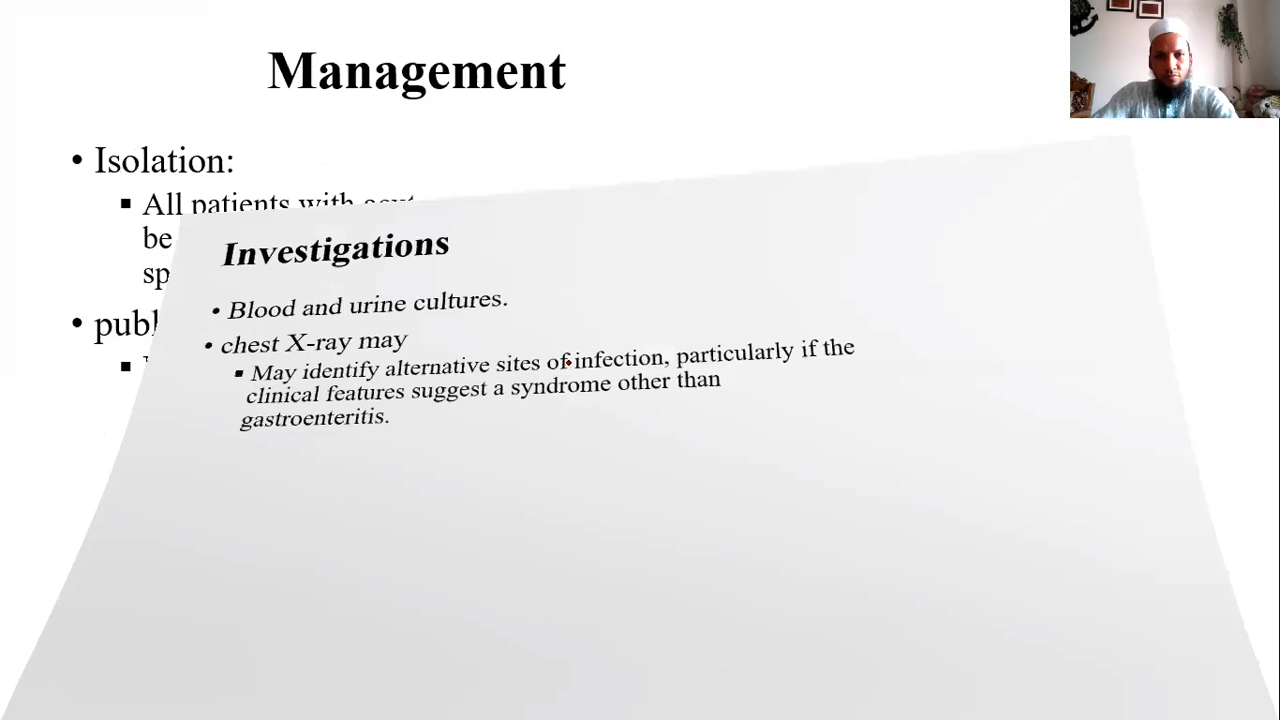 Management
• Isolation:
▪ All patients with
be
sp
• publ
▪
Investigations
• Blood and urine cultures.
• chest X-ray may
▪ May identify alternative sites of infection, particularly if the
clinical features suggest a syndrome other than
gastroenteritis.